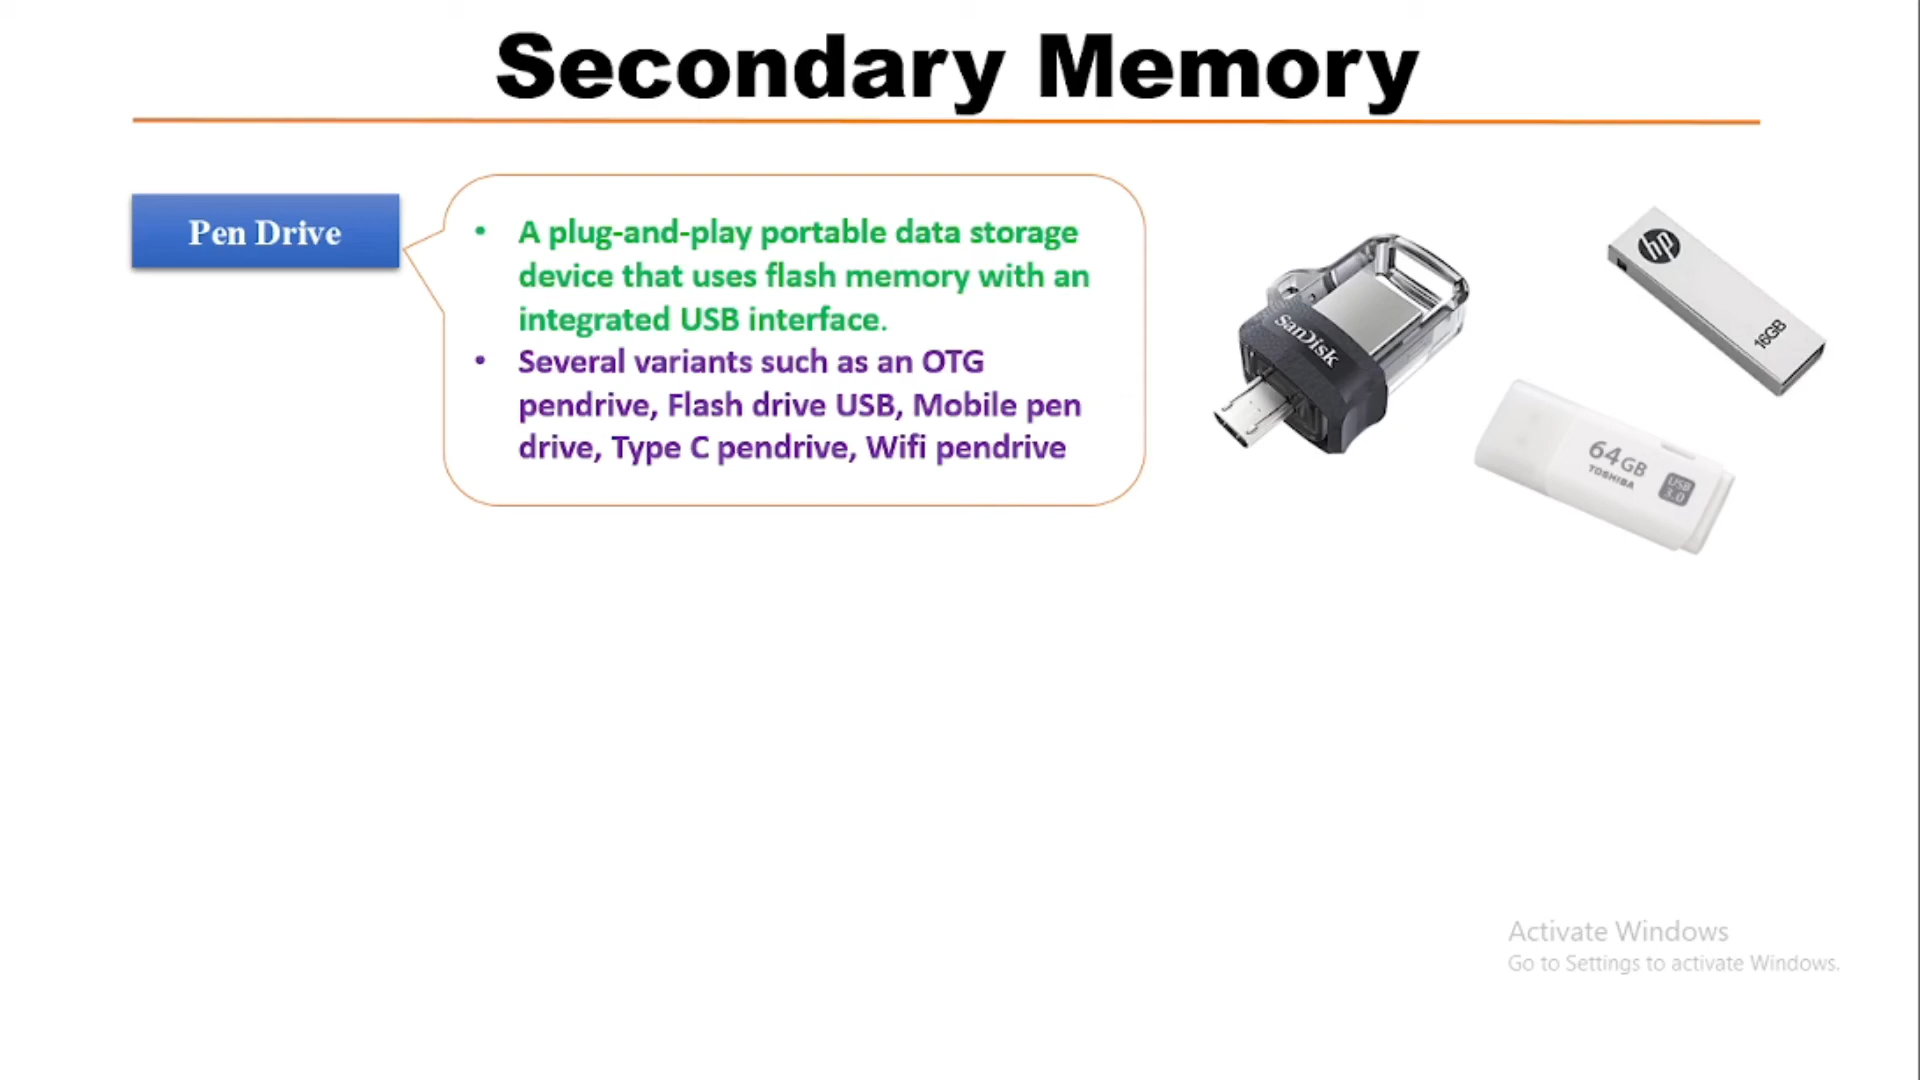 Secondary Memory
Pen Drive
• A plug-and-play portable data storage
device that uses flash memory with an
integrated USB interface.
• Several variants such as an OTG
pendrive, Flash drive USB, Mobile pen
drive, Type C pendrive, Wifi pendrive
SanDisk
hp
16GB
64GB
TOSHIBA
USB
3.0
Activate Windows
Go to Settings to activate Windows.